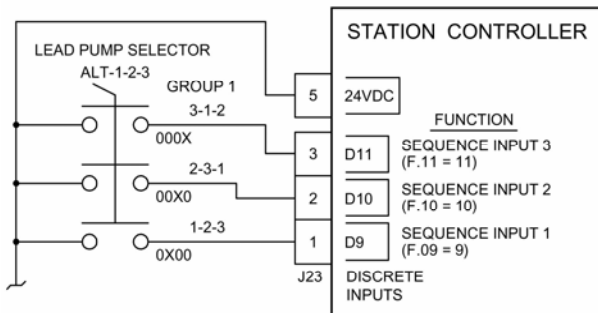 STATION CONTROLLER
LEAD PUMP SELECTOR
ALT-1-2-3
GROUP 1
5
24VDC
FUNCTION
3-1-2
000X
3
D11
SEQUENCE INPUT 3
(F.11 = 11)
2-3-1
00X0
2
D10
SEQUENCE INPUT 2
(F.10 = 10)
1-2-3
0X00
1
D9
SEQUENCE INPUT 1
(F.09 = 9)
J23
DISCRETE
INPUTS